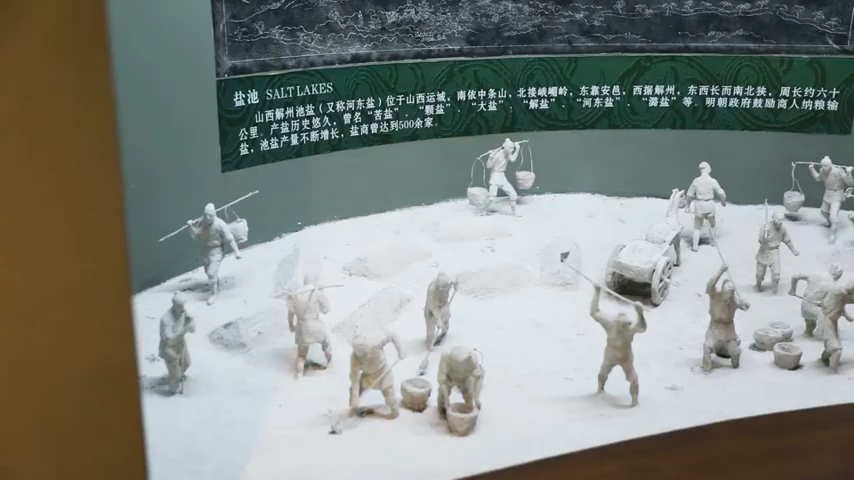 盐池 SALT LAKES
山西解州池盐（又称河东盐）位于山西运城，南依中条山，北接峨嵋岭，东靠安邑，西据解州，东西长而南北狭，周长约六十
公里。产盐历史悠久，曾名“苦盐”、“颗盐”、“大盐”、“解盐”、“河东盐”、“潞盐”等。明朝政府鼓励商人纳粮输
盐，池盐产量不断增长，盐商曾达到500余家。